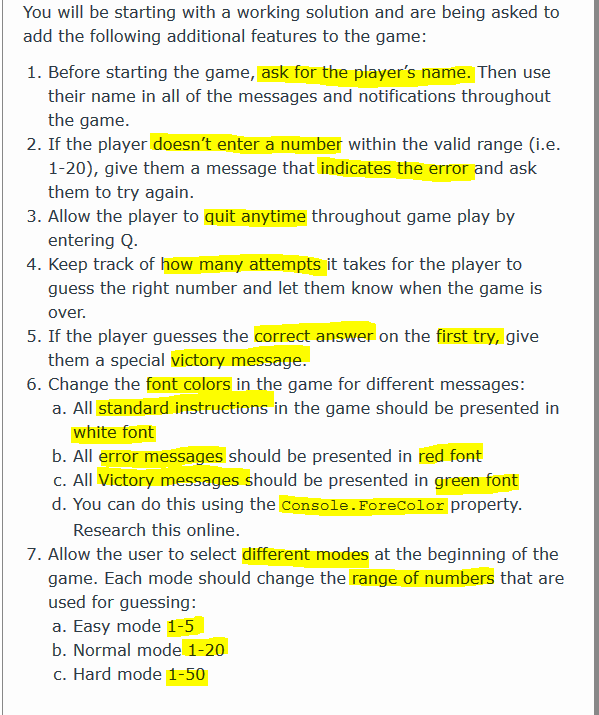 You will be starting with a working solution and are being asked to
add the following additional features to the game:
1. Before starting the game, ask for the player’s name. Then use
their name in all of the messages and notifications throughout
the game.
2. If the player doesn’t enter a number within the valid range (i.e.
1-20), give them a message that indicates the error and ask
them to try again.
3. Allow the player to quit anytime throughout game play by
entering Q.
4. Keep track of how many attempts it takes for the player to
guess the right number and let them know when the game is
over.
5. If the player guesses the correct answer on the first try, give
them a special victory message.
6. Change the font colors in the game for different messages:
a. All standard instructions in the game should be presented in
white font
b. All error messages should be presented in red font
c. All Victory messages should be presented in green font
d. You can do this using the Console.ForeColor property.
Research this online.
7. Allow the user to select different modes at the beginning of the
game. Each mode should change the range of numbers that are
used for guessing:
a. Easy mode 1-5
b. Normal mode 1-20
c. Hard mode 1-50